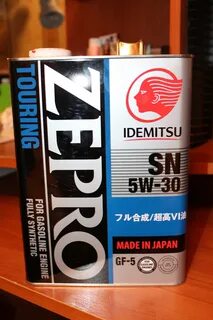 TOURING
ZEPRO
FOR GASOLINE ENGINE
FULLY SYNTHETIC
IDEMITSU
SN
5W-30
フル合成/超高VI油
MADE IN JAPAN
GF-5